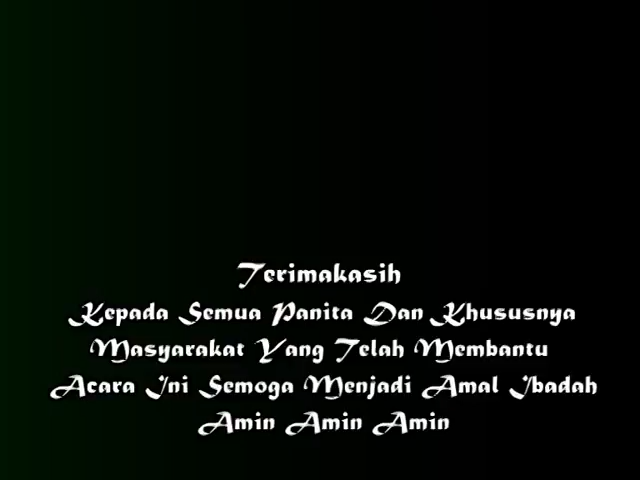 Terimakasih
Kepada Semua Panita Dan Khususnya
Masyarakat Yang Telah Membantu
Acara Ini Semoga Menjadi Amal Ibadah
Amin Amin Amin